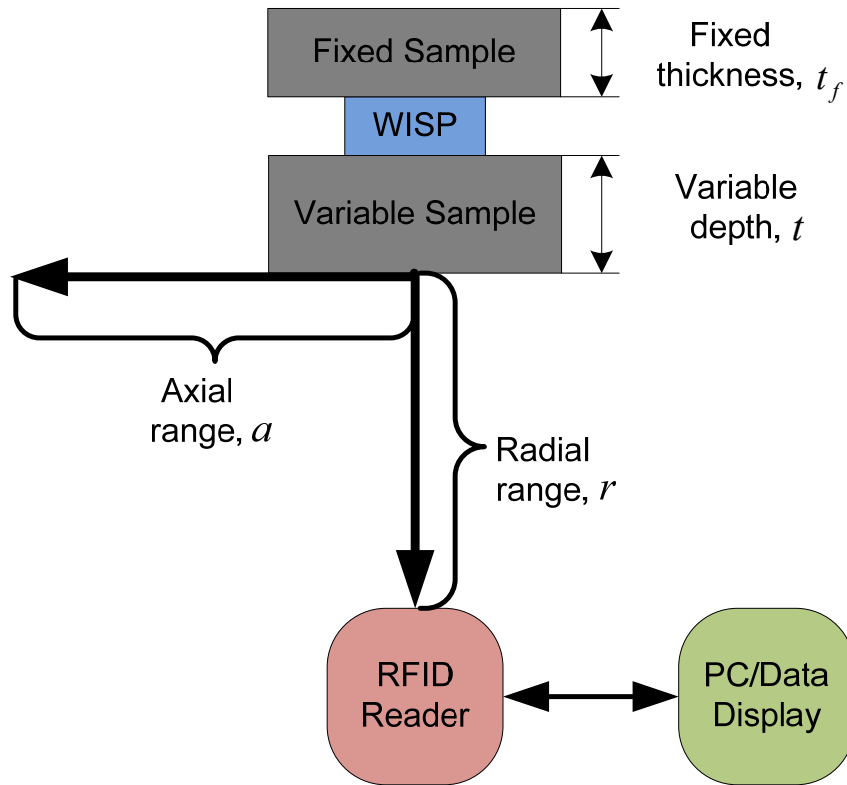 Fixed Sample
Fixed
thickness, t_f
WISP
Variable Sample
Variable
depth, t
Axial
range, a
Radial
range, r
RFID
Reader
PC/Data
Display